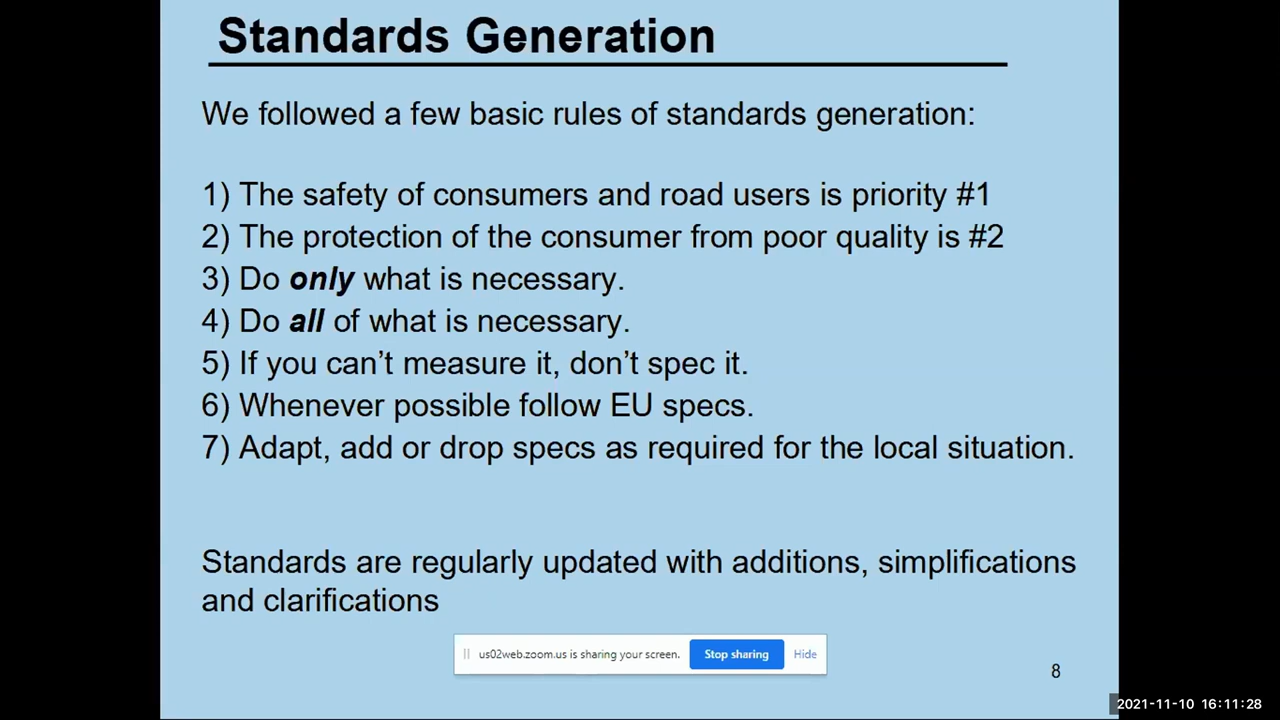 Standards Generation
We followed a few basic rules of standards generation:
1) The safety of consumers and road users is priority #1
2) The protection of the consumer from poor quality is #2
3) Do only what is necessary.
4) Do all of what is necessary.
5) If you can’t measure it, don’t spec it.
6) Whenever possible follow EU specs.
7) Adapt, add or drop specs as required for the local situation.
Standards are regularly updated with additions, simplifications
and clarifications
us02web.zoom.us is sharing your screen. Stop sharing Hide
8
2021-11-10 16:11:28